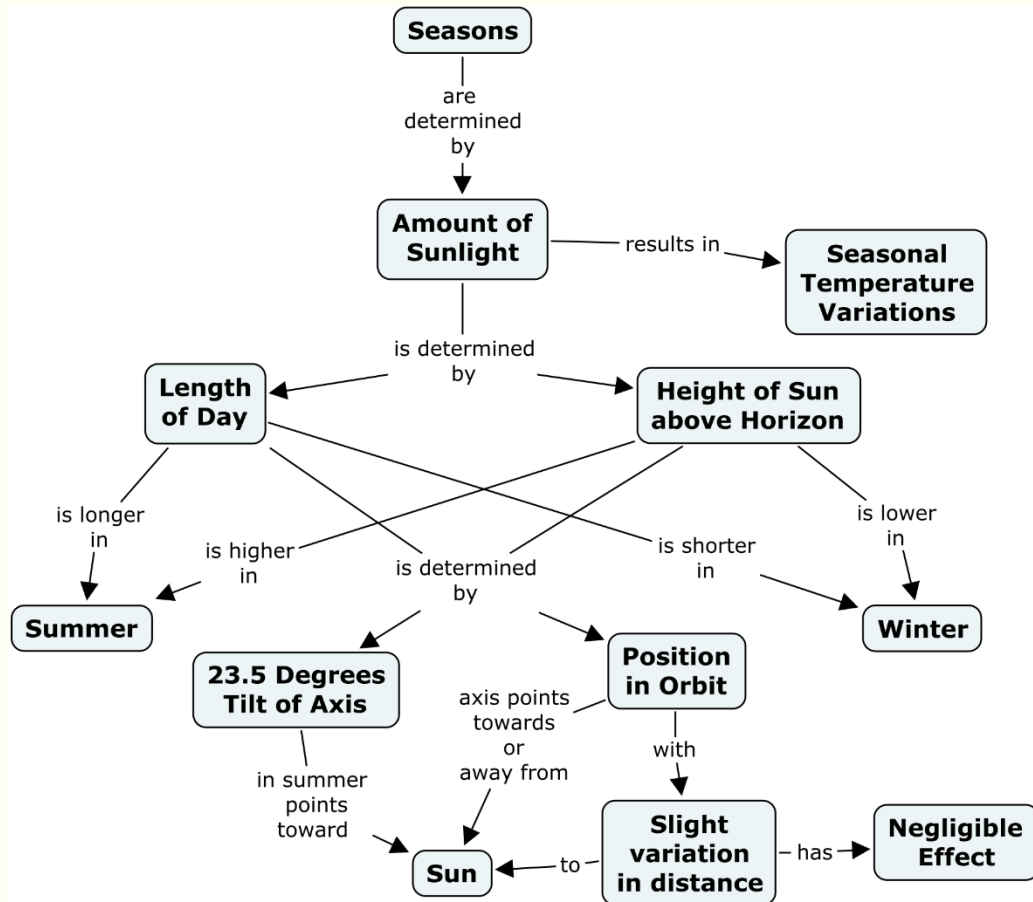 Seasons
are
determined
by
Amount of
Sunlight
results in
Seasonal
Temperature
Variations
is determined
by
Length
of Day
Height of Sun
above Horizon
is longer
in
is higher
in
is determined
by
is shorter
in
is lower
in
Summer
Winter
23.5 Degrees
Tilt of Axis
Position
in Orbit
axis points
towards
or
away from
with
in summer
points
toward
Sun
to
Slight
variation
in distance
has
Negligible
Effect